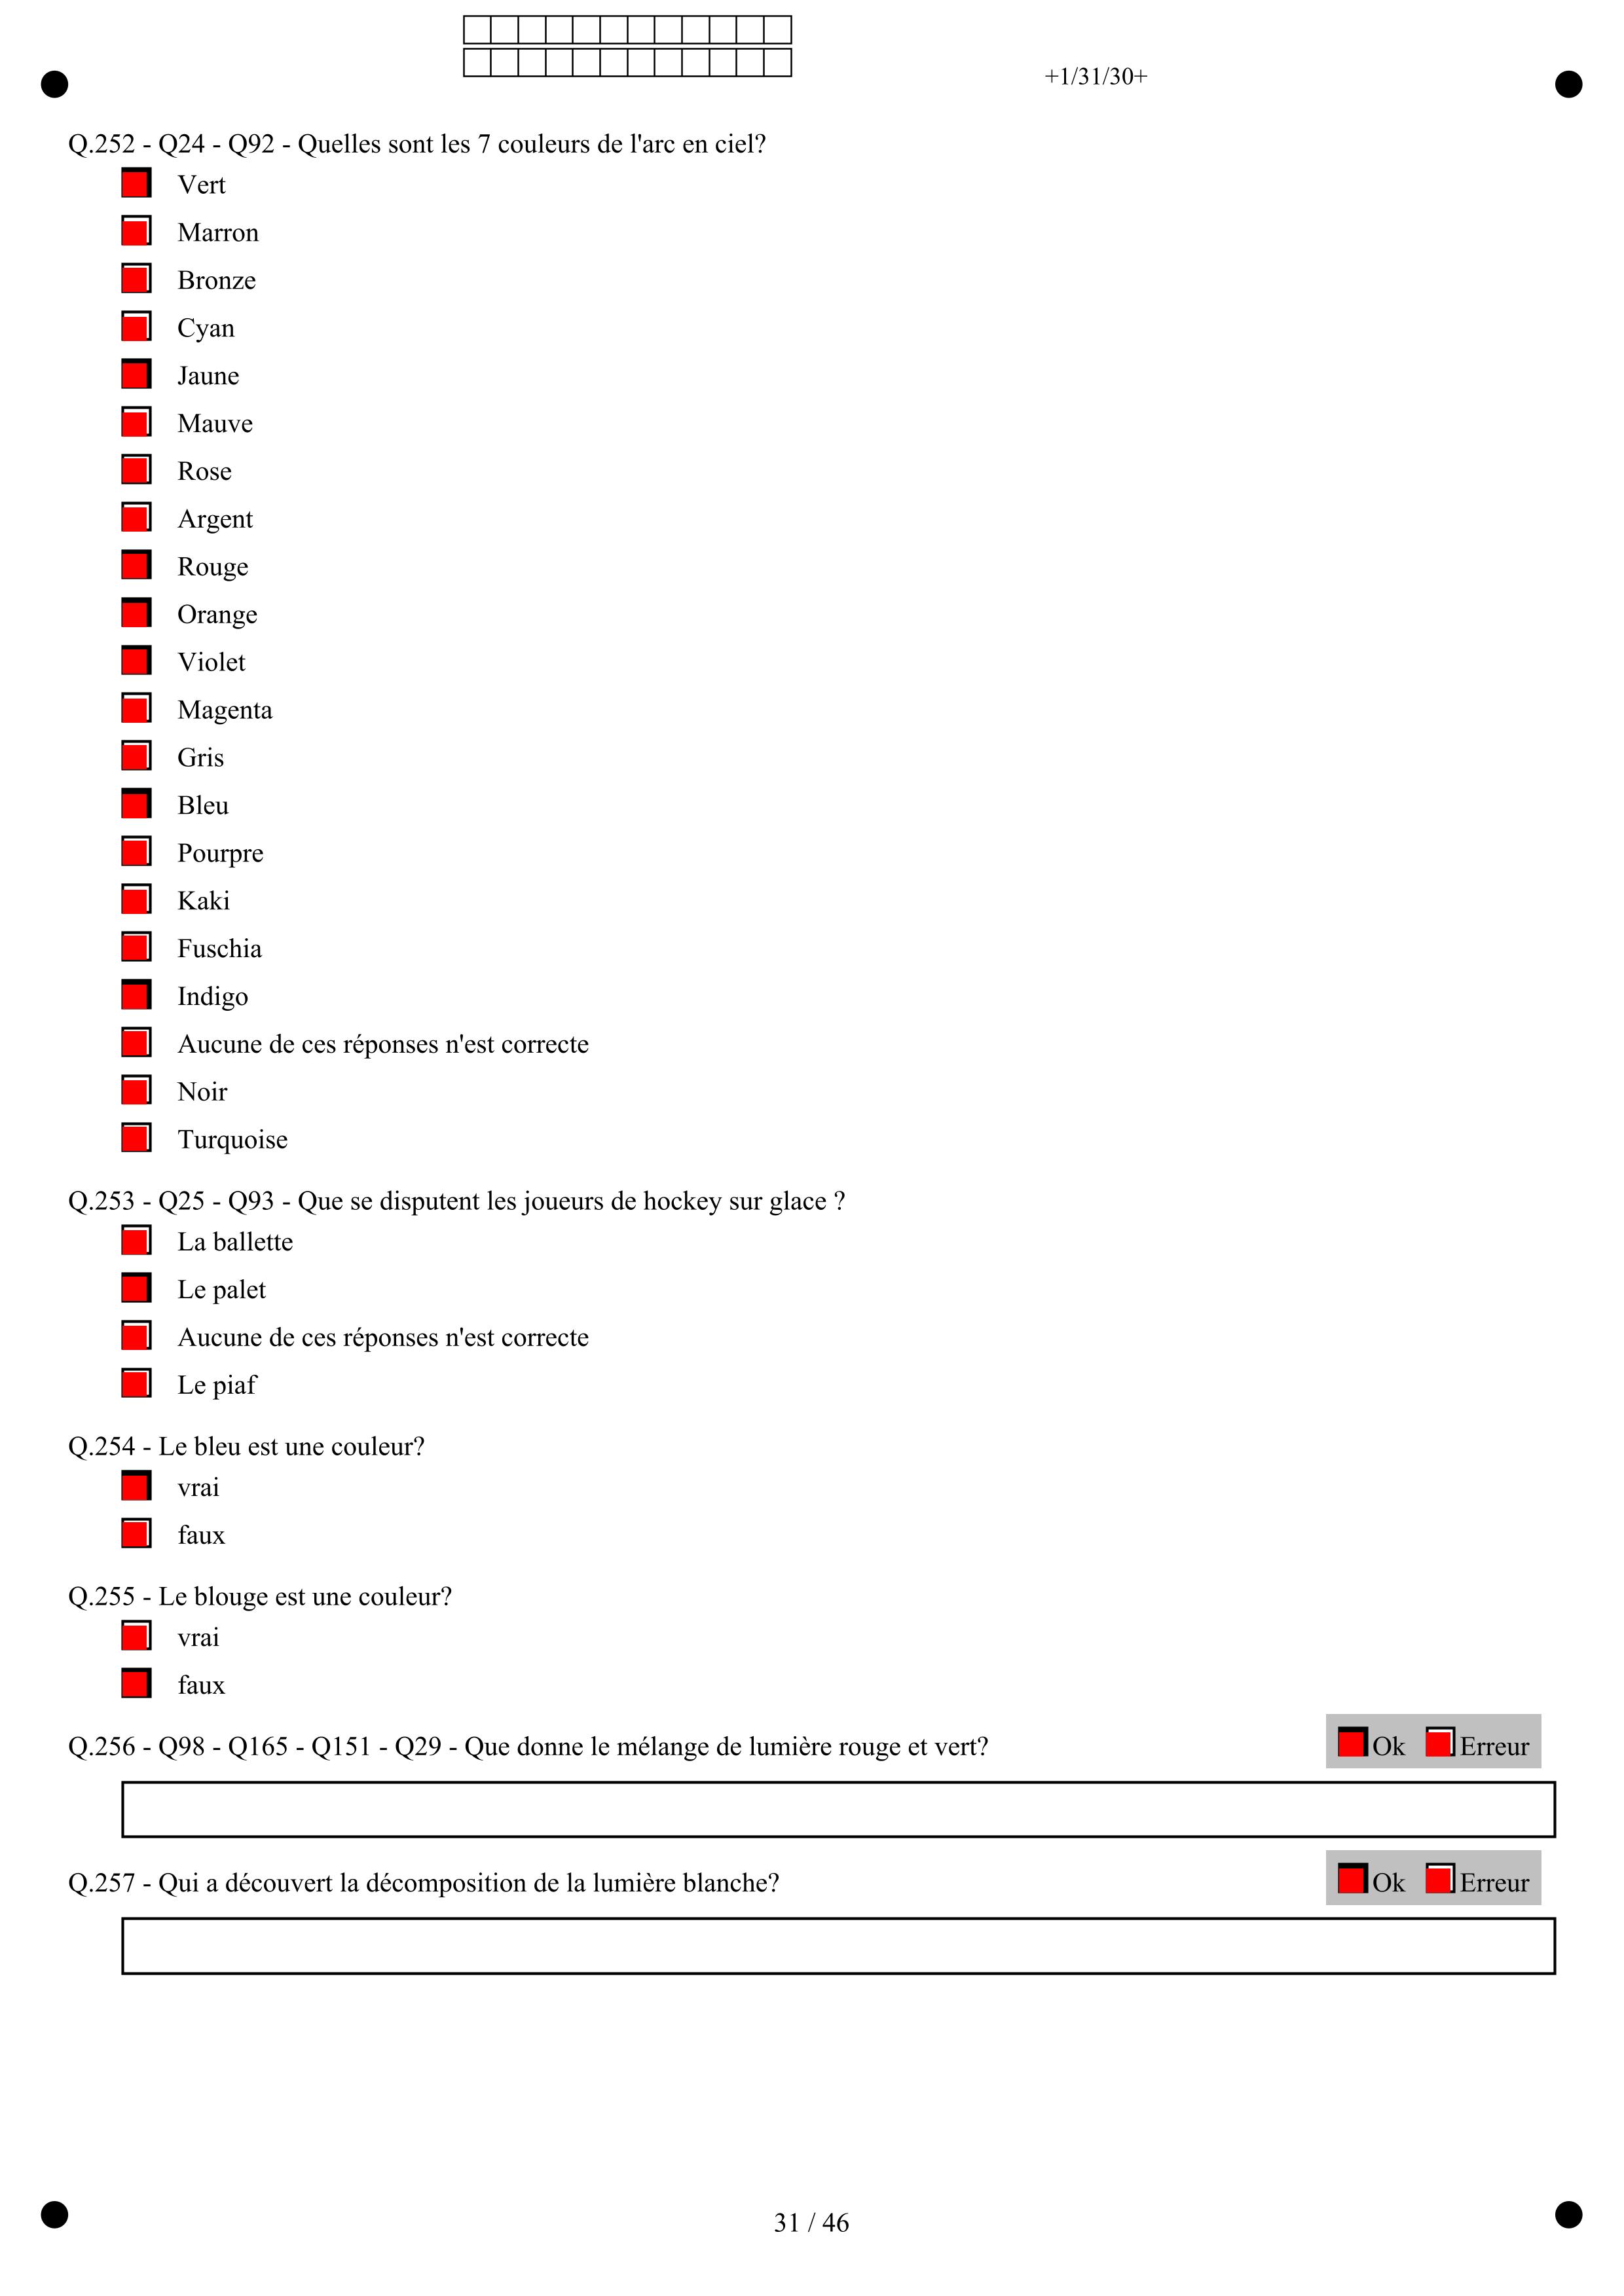 +1/31/30+
Q.252 - Q24 - Q92 - Quelles sont les 7 couleurs de l'arc en ciel?
Vert
Marron
Bronze
Cyan
Jaune
Mauve
Rose
Argent
Rouge
Orange
Violet
Magenta
Gris
Bleu
Pourpre
Kaki
Fuschia
Indigo
Aucune de ces réponses n'est correcte
Noir
Turquoise
Q.253 - Q25 - Q93 - Que se disputent les joueurs de hockey sur glace ?
La ballette
Le palet
Aucune de ces réponses n'est correcte
Le piaf
Q.254 - Le bleu est une couleur?
vrai
faux
Q.255 - Le blouge est une couleur?
vrai
faux
Q.256 - Q98 - Q165 - Q151 - Q29 - Que donne le mélange de lumière rouge et vert? Ok Erreur
Q.257 - Qui a découvert la décomposition de la lumière blanche? Ok Erreur
31 / 46